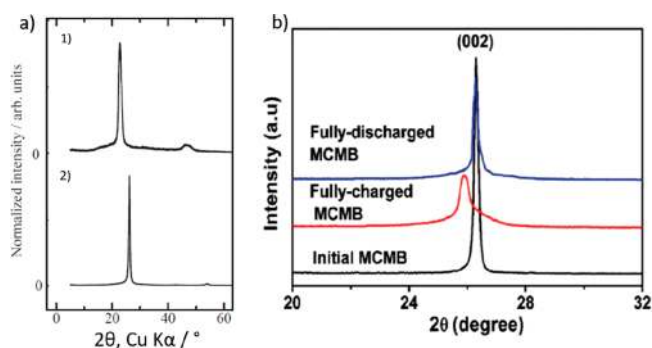 a)
1)
2)
Normalized intensity / arb. units
0
0
0
20
40
60
2θ, Cu Kα / °
b)
(002)
Fully-discharged
MCMB
Fully-charged
MCMB
Initial MCMB
Intensity (a.u)
20
24
28
32
2θ (degree)